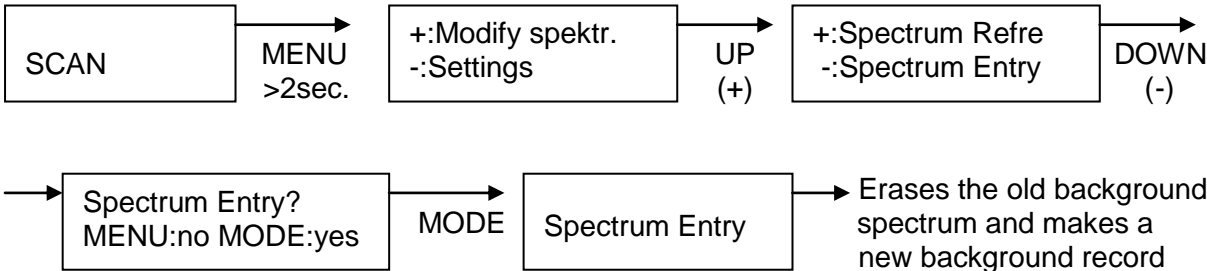 SCAN
MENU
>2sec.
+:Modify spektr.
-:Settings
UP
(+)
+:Spectrum Refre
-:Spectrum Entry
DOWN
(-)
Spectrum Entry?
MENU:no MODE:yes
MODE
Spectrum Entry
Erases the old background
spectrum and makes a
new background record